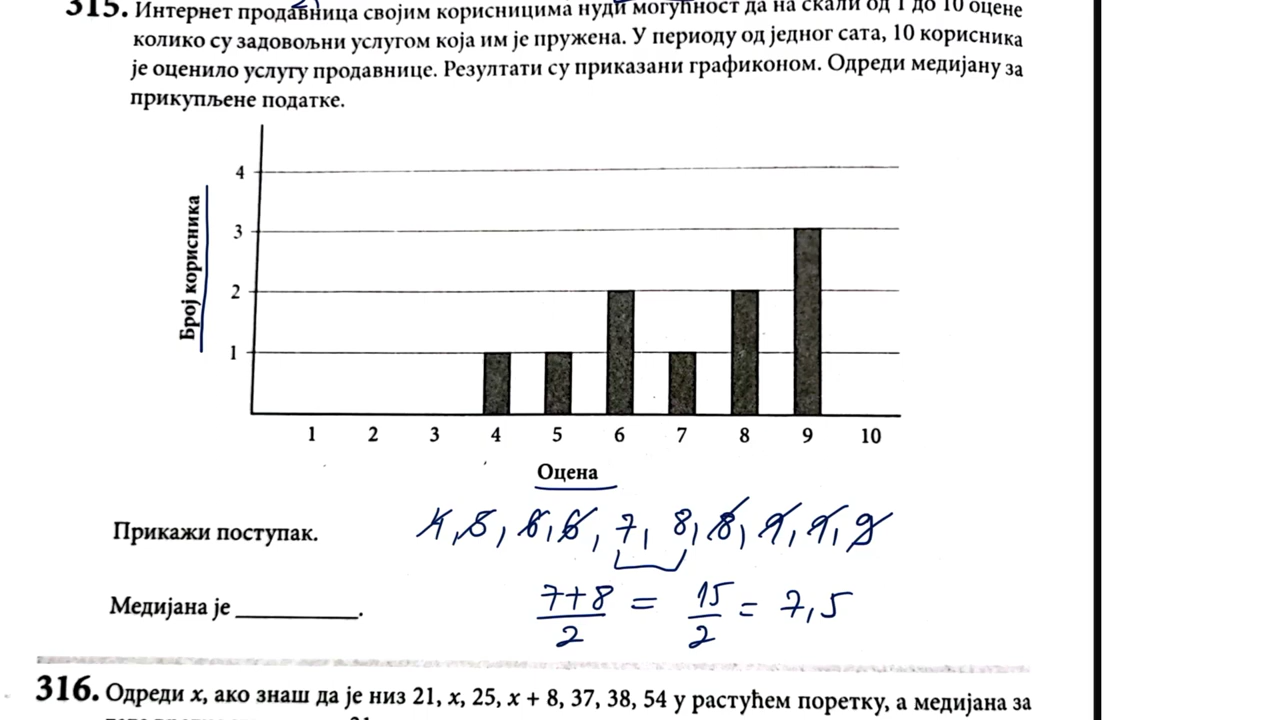 315. Интернет продавница својим корисницима нуди могућност да на скали од 1 до 10 оцене
колико су задовољни услугом која им је пружена. У периоду од једног сата, 10 корисника
је оценило услугу продавнице. Резултати су приказани графиконом. Одреди медијану за
прикупљене податке.
4
3
2
1
Број корисника
1 2 3 4 5 6 7 8 9 10
Оцена
Прикажи поступак.
4, 5, 6, 6, 7, 8, 8, 9, 9, 9
Медијана је __________.
7+8/2 = 15/2 = 7,5
316. Одреди x, ако знаш да је низ 21, x, 25, x + 8, 37, 38, 54 у растућем поретку, а медијана за